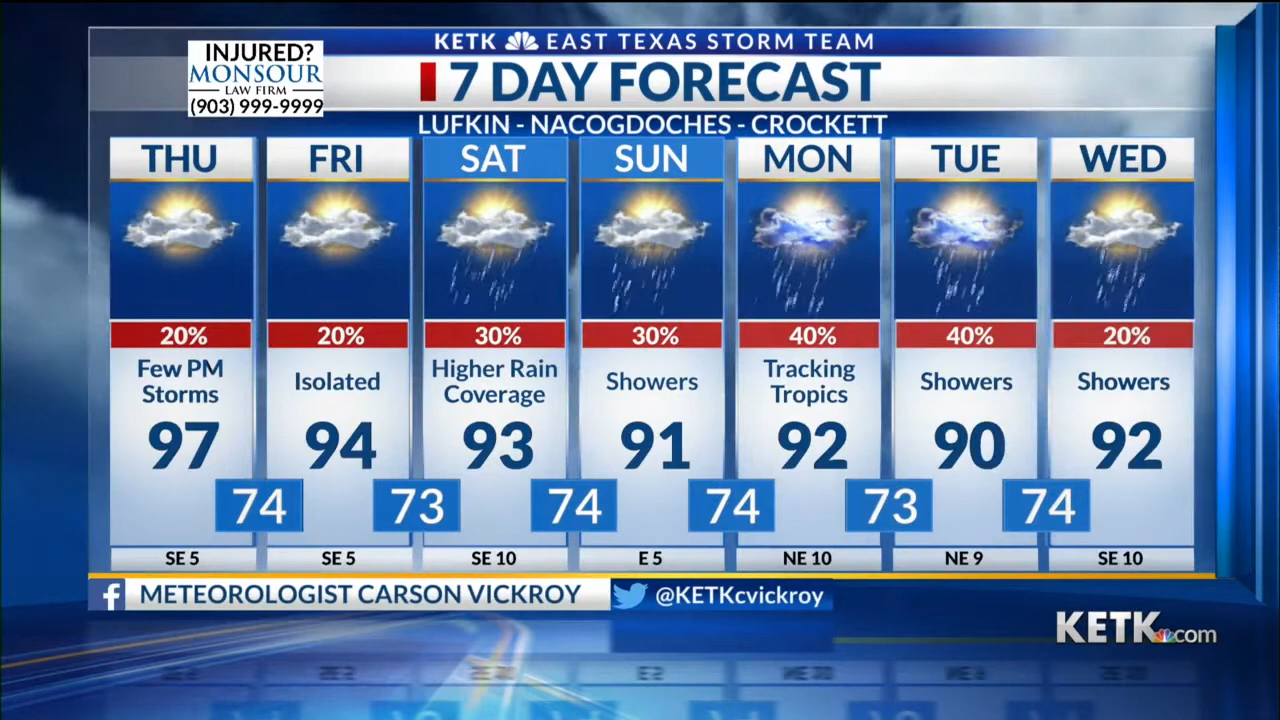 KETK EAST TEXAS STORM TEAM
INJURED?
MONSOUR
LAW FIRM
(903) 999-9999
7 DAY FORECAST
LUFKIN - NACOGDOCHES - CROCKETT
THU FRI SAT SUN MON TUE WED
20% 20% 30% 30% 40% 40% 20%
Few PM Storms
Isolated
Higher Rain Coverage
Showers
Tracking Tropics
Showers
Showers
97 94 93 91 92 90 92
74 73 74 74 73 74
SE 5 SE 5 SE 10 E 5 NE 10 NE 9 SE 10
f METEOROLOGIST CARSON VICKROY @KETKcvickroy
KETK.com